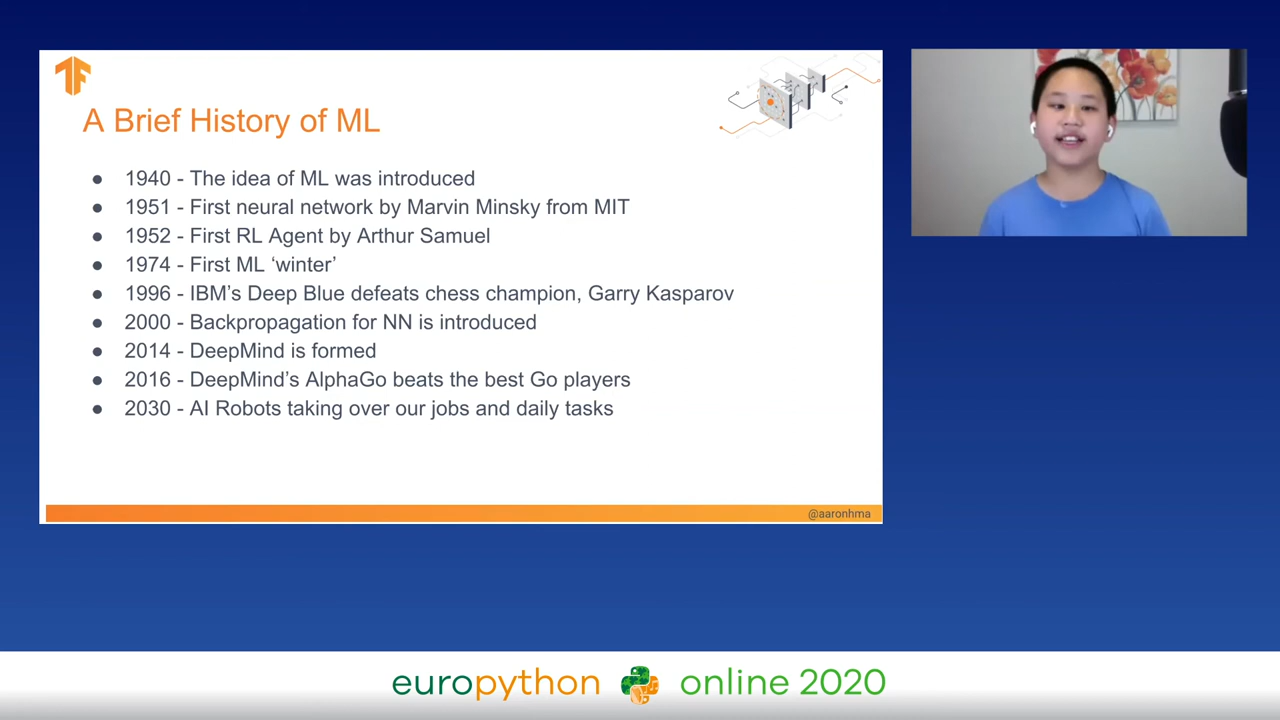 A Brief History of ML
● 1940 - The idea of ML was introduced
● 1951 - First neural network by Marvin Minsky from MIT
● 1952 - First RL Agent by Arthur Samuel
● 1974 - First ML ‘winter’
● 1996 - IBM’s Deep Blue defeats chess champion, Garry Kasparov
● 2000 - Backpropagation for NN is introduced
● 2014 - DeepMind is formed
● 2016 - DeepMind’s AlphaGo beats the best Go players
● 2030 - AI Robots taking over our jobs and daily tasks
@aaronhma
europython online 2020